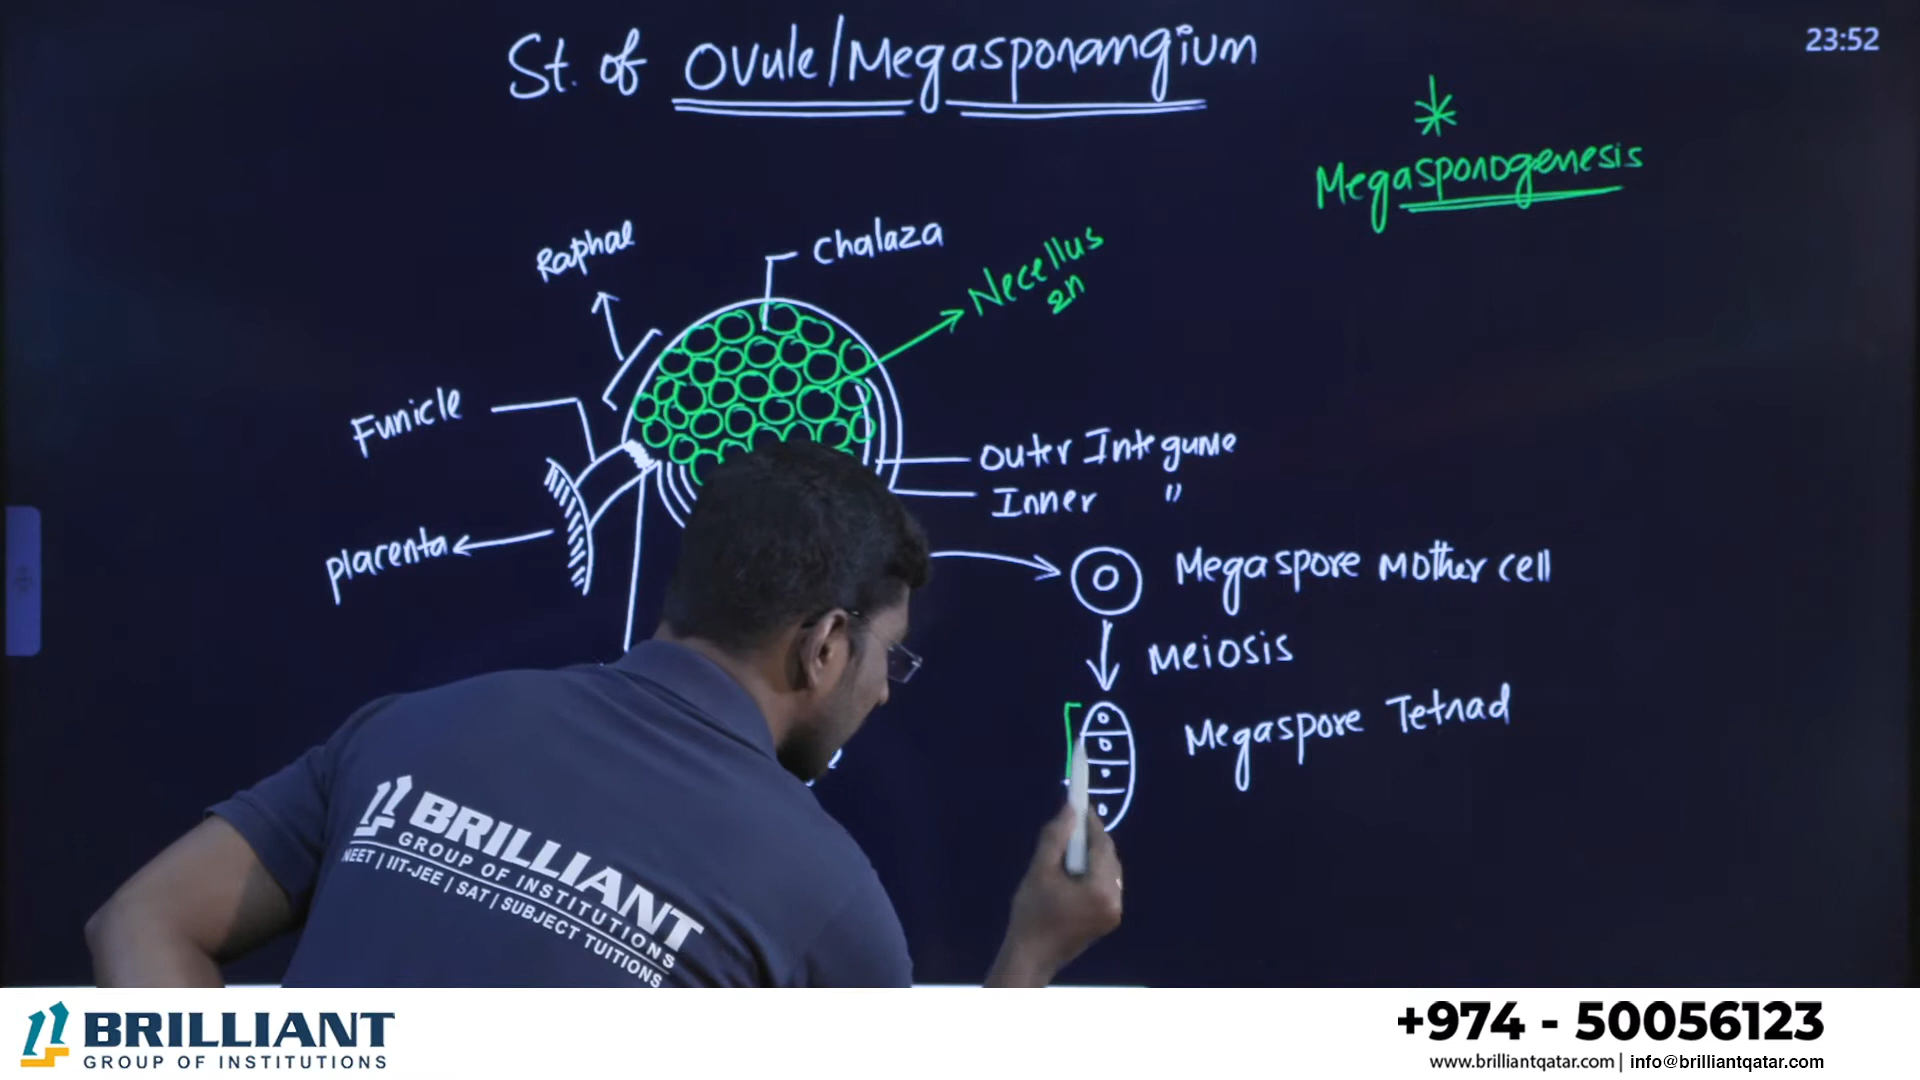 St. of Ovule/Megasporangium
23:52
*
Megasporogenesis
Raphae
Chalaza
Necellus
2n
Funicle
Outer Integume
Inner "
placenta
Megaspore Mother cell
Meiosis
Megaspore Tetrad
BRILLIANT
GROUP OF INSTITUTIONS
NEET | IIT-JEE | SAT | SUBJECT TUITIONS
BRILLIANT
GROUP OF INSTITUTIONS
+974 - 50056123
www.brilliantqatar.com | info@brilliantqatar.com